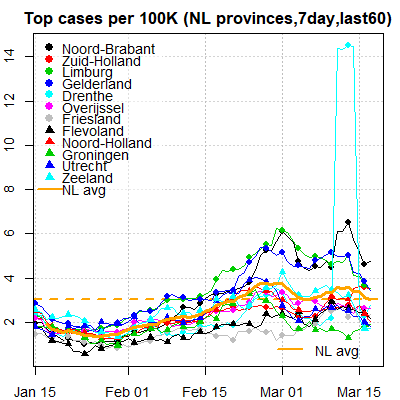 Top cases per 100K (NL provinces,7day,last60)
14
12
10
8
6
4
2
Noord-Brabant
Zuid-Holland
Limburg
Gelderland
Drenthe
Overijssel
Friesland
Flevoland
Noord-Holland
Groningen
Utrecht
Zeeland
NL avg
NL avg
Jan 15 Feb 01 Feb 15 Mar 01 Mar 15